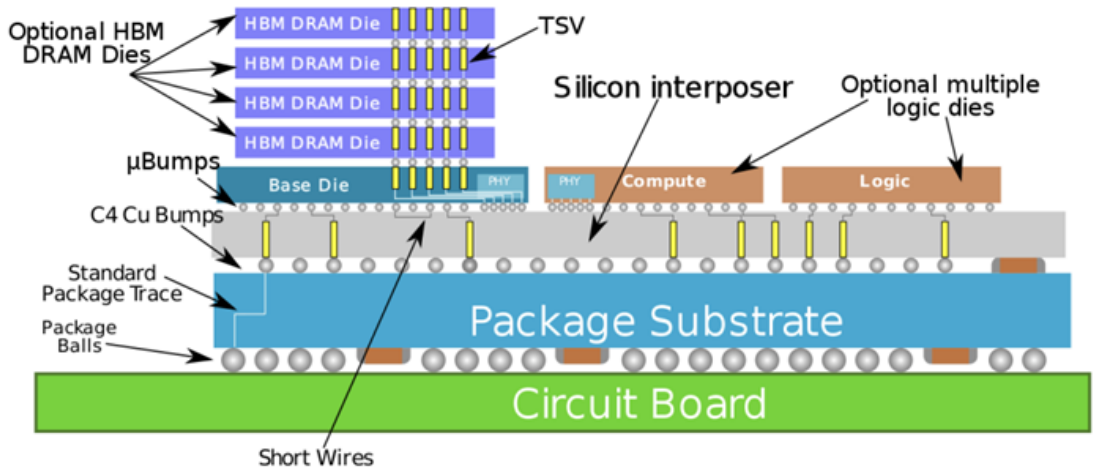 Optional HBM
DRAM Dies
HBM DRAM Die
HBM DRAM Die
HBM DRAM Die
HBM DRAM Die
TSV
Silicon interposer
Optional multiple
logic dies
µBumps
Base Die
PHY
PHY
Compute
Logic
C4 Cu Bumps
Standard
Package Trace
Package
Balls
Package Substrate
Circuit Board
Short Wires